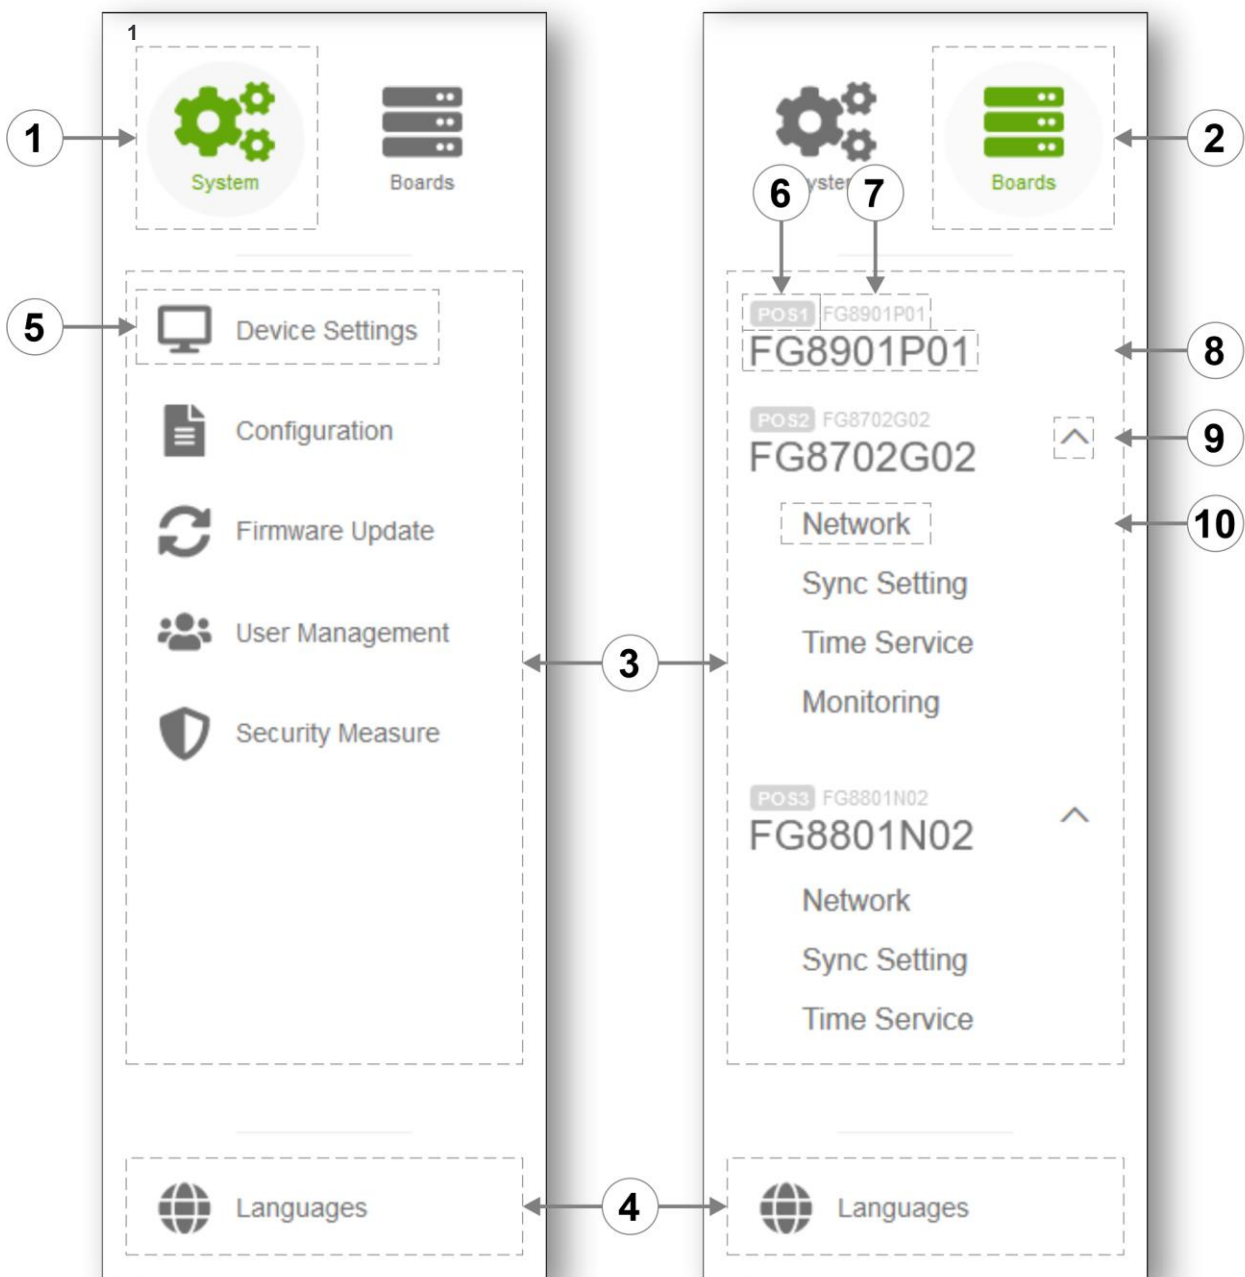 1
1
System
Boards
5
Device Settings
Configuration
Firmware Update
User Management
Security Measure
3
4
Languages
2
Boards
6
7
POS1 FG8901P01
FG8901P01
8
POS2 FG8702G02
FG8702G02
9
Network
10
Sync Setting
Time Service
Monitoring
POS3 FG8801N02
FG8801N02
Network
Sync Setting
Time Service
Languages